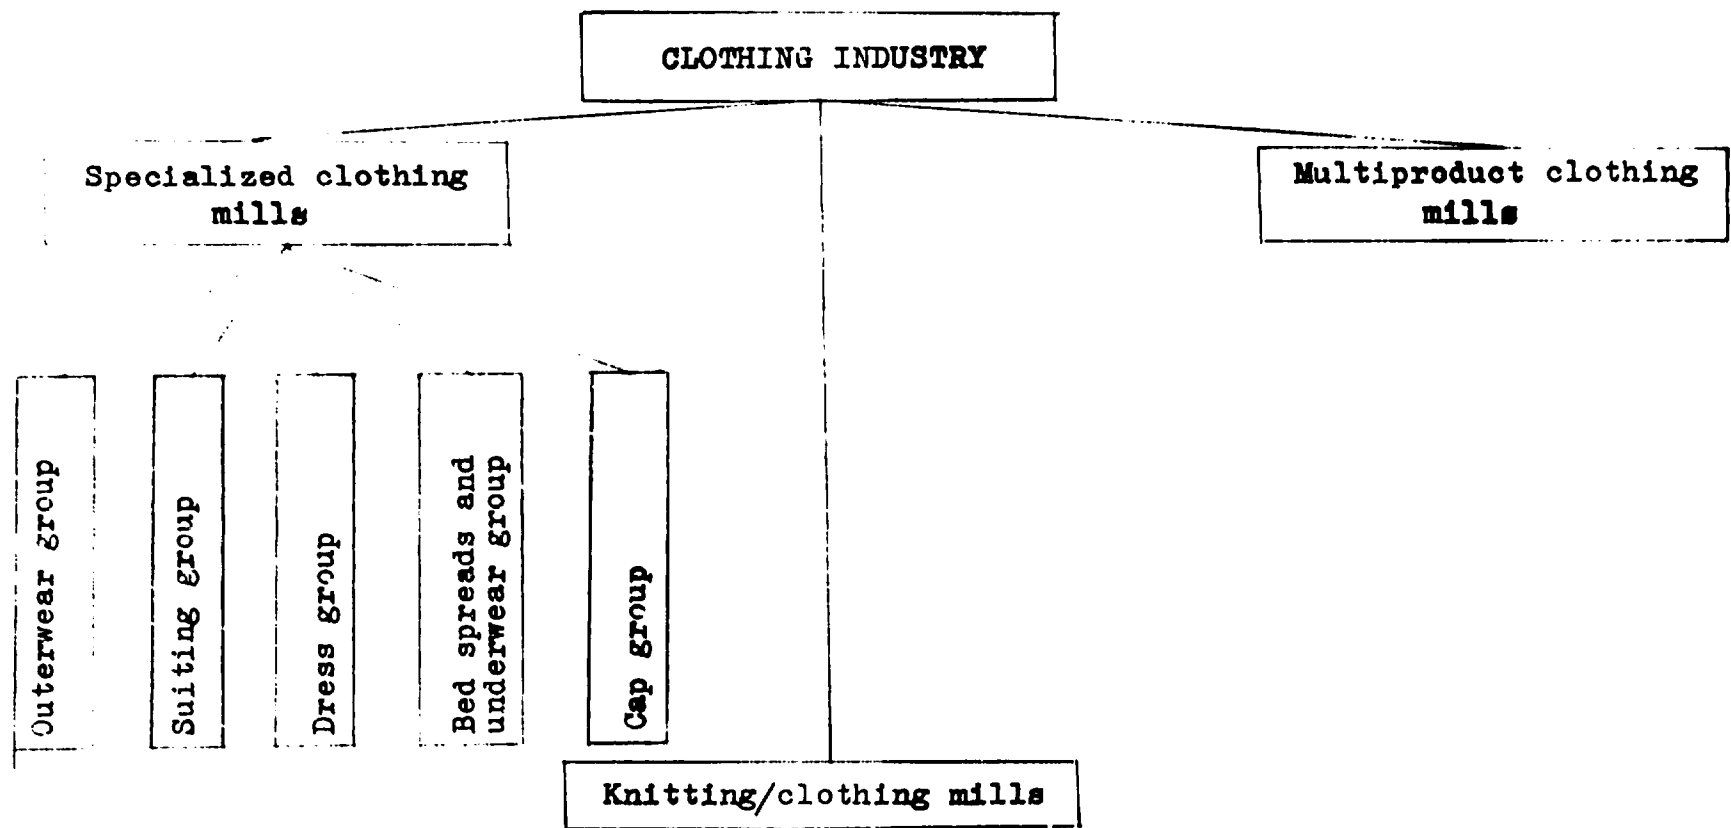 CLOTHING INDUSTRY
Specialized clothing
mills
Multiproduct clothing
mills
Outerwear group
Suiting group
Dress group
Bed spreads and
underwear group
Cap group
Knitting/clothing mills